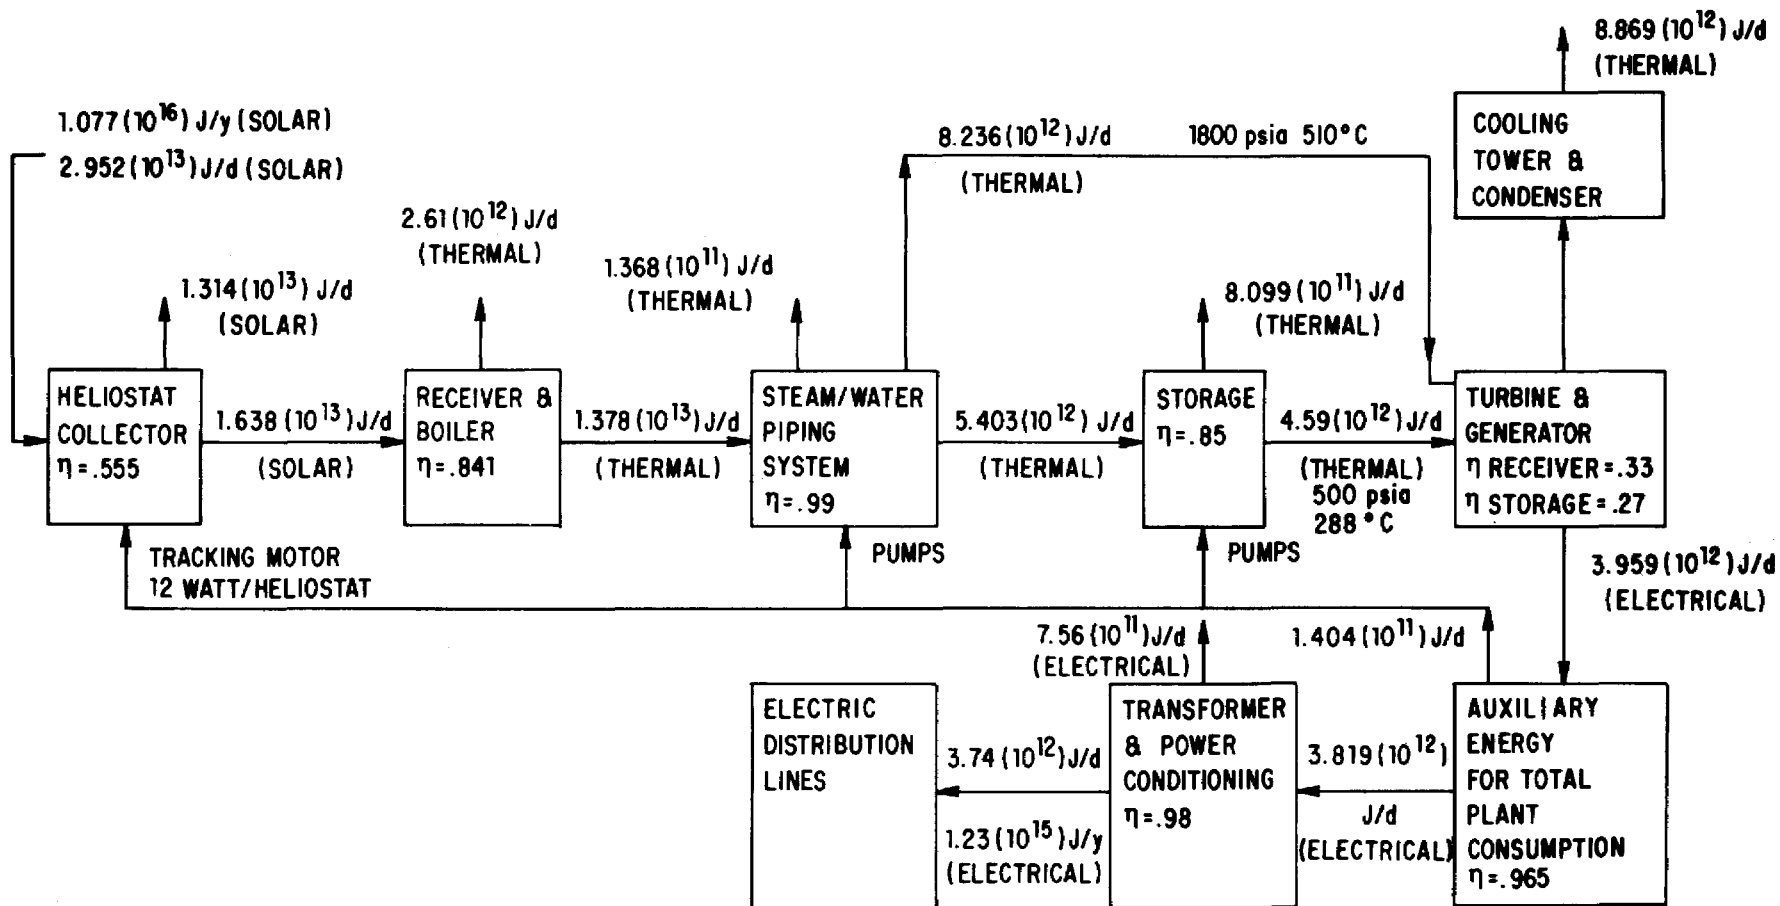 1.077(10¹⁶) J/y (SOLAR)
2.952(10¹³) J/d (SOLAR)
1.314(10¹³) J/d
(SOLAR)
HELIOSTAT
COLLECTOR
η=.555
1.638(10¹³) J/d
(SOLAR)
TRACKING MOTOR
12 WATT/HELIOSTAT
2.61(10¹²) J/d
(THERMAL)
RECEIVER &
BOILER
η=.841
1.378(10¹³) J/d
(THERMAL)
1.368(10¹¹) J/d
(THERMAL)
STEAM/WATER
PIPING
SYSTEM
η=.99
PUMPS
8.236(10¹²) J/d
(THERMAL)
1800 psia 510°C
5.403(10¹²) J/d
(THERMAL)
8.099(10¹¹) J/d
(THERMAL)
STORAGE
η=.85
PUMPS
4.59(10¹²) J/d
(THERMAL)
500 psia
288°C
8.869(10¹²) J/d
(THERMAL)
COOLING
TOWER &
CONDENSER
TURBINE &
GENERATOR
η RECEIVER=.33
η STORAGE=.27
3.959(10¹²) J/d
(ELECTRICAL)
7.56(10¹¹) J/d
(ELECTRICAL)
1.404(10¹¹) J/d
ELECTRIC
DISTRIBUTION
LINES
3.74(10¹²) J/d
1.23(10¹⁵) J/y
(ELECTRICAL)
TRANSFORMER
& POWER
CONDITIONING
η=.98
3.819(10¹²)
J/d
(ELECTRICAL)
AUXILIARY
ENERGY
FOR TOTAL
PLANT
CONSUMPTION
η=.965